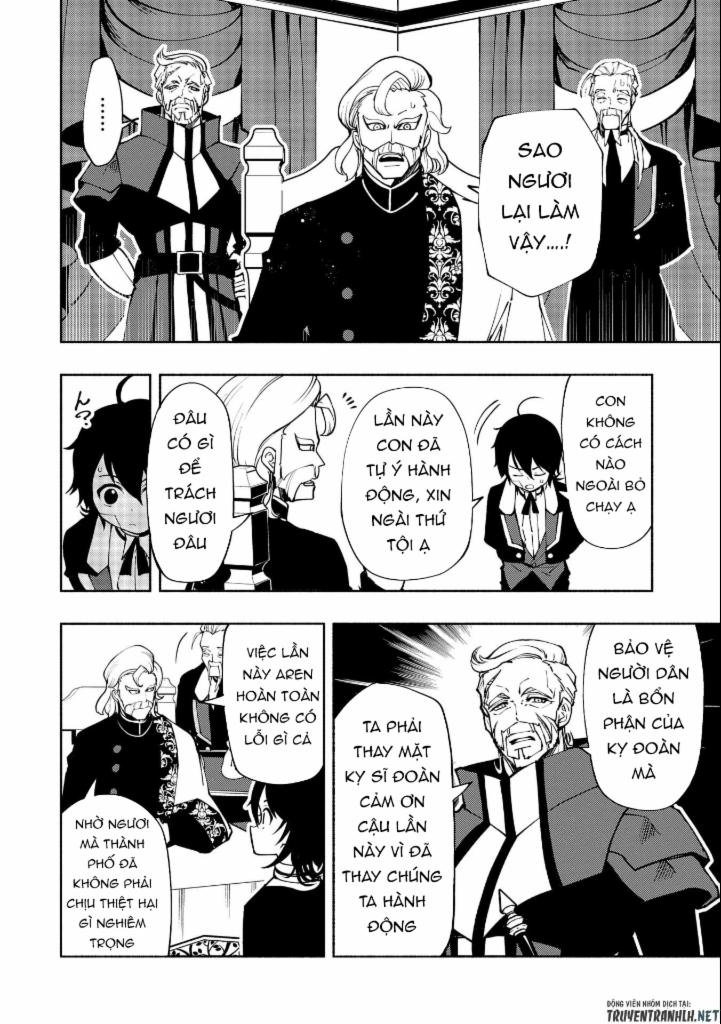 SAO
NGƯƠI
LẠI LÀM
VẬY....!
......
CON
KHÔNG
CÓ CÁCH
NÀO
NGOÀI BỎ
CHẠY Ạ
LẦN NÀY
CON ĐÃ
TỰ Ý HÀNH
ĐỘNG, XIN
NGÀI THỨ
TỘI Ạ
ĐÂU
CÓ GÌ
ĐỂ
TRÁCH
NGƯƠI
ĐÂU
ん?
BẢO VỆ
NGƯỜI DÂN
LÀ BỔN
PHẬN CỦA
KỴ ĐOÀN
MÀ
TA PHẢI
THAY MẶT
KỴ SĨ ĐOÀN
CẢM ƠN
CẬU LẦN
NÀY VÌ ĐÃ
THAY CHÚNG
TA HÀNH
ĐỘNG
VIỆC LẦN
NÀY AREN
HOÀN TOÀN
KHÔNG CÓ
LỖI GÌ CẢ
NHỜ NGƯƠI
MÀ THÀNH
PHỐ ĐÃ
KHÔNG PHẢI
CHỊU THIỆT HẠI
GÌ NGHIÊM
TRỌNG
ĐỘNG VIÊN NHÓM DỊCH TẠI:
TRUYENTRANHLH.NET